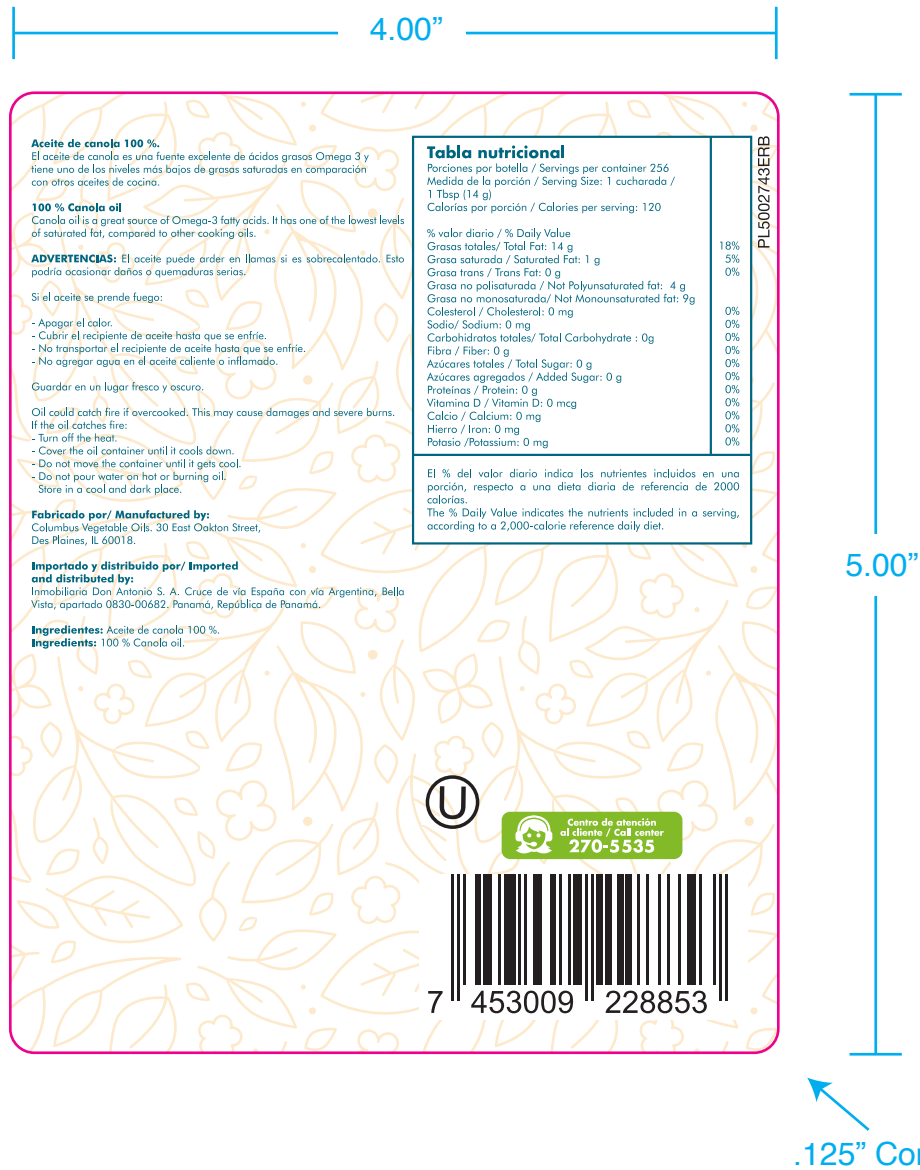 4.00”
Aceite de canola 100 %.
El aceite de canola es una fuente excelente de ácidos grasos Omega 3 y
tiene uno de los niveles más bajos de grasas saturadas en comparación
con otros aceites de cocina.
100 % Canola oil
Canola oil is a great source of Omega-3 fatty acids. It has one of the lowest levels
of saturated fat, compared to other cooking oils.
ADVERTENCIAS: El aceite puede arder en llamas si es sobrecalentado. Esto
podría ocasionar daños o quemaduras serias.
Si el aceite se prende fuego:
- Apagar el calor.
- Cubrir el recipiente de aceite hasta que se enfríe.
- No transportar el recipiente de aceite hasta que se enfríe.
- No agregar agua en el aceite caliente o inflamado.
Guardar en un lugar fresco y oscuro.
Oil could catch fire if overcooked. This may cause damages and severe burns.
If the oil catches fire:
- Turn off the heat.
- Cover the oil container until it cools down.
- Do not move the container until it gets cool.
- Do not pour water on hot or burning oil.
Store in a cool and dark place.
Fabricado por/ Manufactured by:
Columbus Vegetable Oils. 30 East Oakton Street,
Des Plaines, IL 60018.
Importado y distribuido por/ Imported
and distributed by:
Inmobiliaria Don Antonio S. A. Cruce de vía España con vía Argentina, Bella
Vista, apartado 0830-00682. Panamá, República de Panamá.
Ingredientes: Aceite de canola 100 %.
Ingredients: 100 % Canola oil.
Tabla nutricional
Porciones por botella / Servings per container 256
Medida de la porción / Serving Size: 1 cucharada /
1 Tbsp (14 g)
Calorías por porción / Calories per serving: 120
% valor diario / % Daily Value
Grasas totales/ Total Fat: 14 g 18%
Grasa saturada / Saturated Fat: 1 g 5%
Grasa trans / Trans Fat: 0 g 0%
Grasa no polisaturada / Not Polyunsaturated fat: 4 g
Grasa no monosaturada/ Not Monounsaturated fat: 9g
Colesterol / Cholesterol: 0 mg 0%
Sodio/ Sodium: 0 mg 0%
Carbohidratos totales/ Total Carbohydrate : 0g 0%
Fibra / Fiber: 0 g 0%
Azúcares totales / Total Sugar: 0 g 0%
Azúcares agregados / Added Sugar: 0 g 0%
Proteínas / Protein: 0 g 0%
Vitamina D / Vitamin D: 0 mcg 0%
Calcio / Calcium: 0 mg 0%
Hierro / Iron: 0 mg 0%
Potasio /Potassium: 0 mg 0%
El % del valor diario indica los nutrientes incluidos en una
porción, respecto a una dieta diaria de referencia de 2000
calorías.
The % Daily Value indicates the nutrients included in a serving,
according to a 2,000-calorie reference daily diet.
PL5002743ERB
5.00”
U
Centro de atención
al cliente / Call center
270-5535
7 453009 228853
.125” Cor